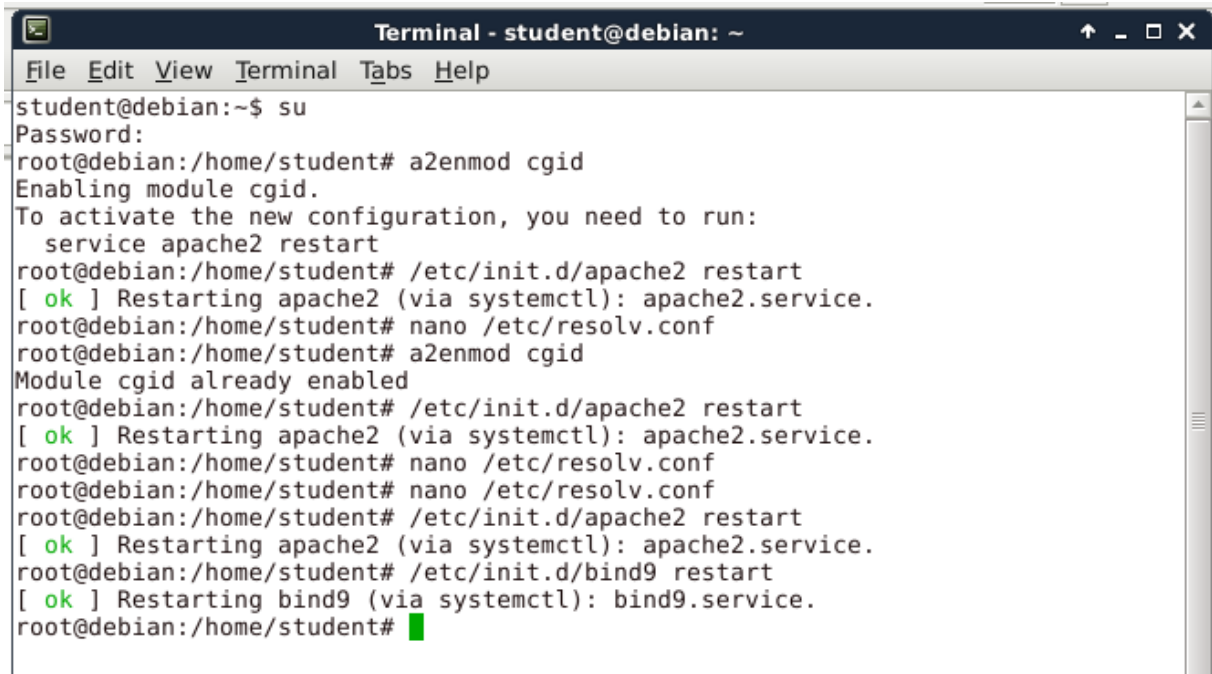 Terminal - student@debian: ~
File Edit View Terminal Tabs Help
student@debian:~$ su
Password:
root@debian:/home/student# a2enmod cgid
Enabling module cgid.
To activate the new configuration, you need to run:
  service apache2 restart
root@debian:/home/student# /etc/init.d/apache2 restart
[ ok ] Restarting apache2 (via systemctl): apache2.service.
root@debian:/home/student# nano /etc/resolv.conf
root@debian:/home/student# a2enmod cgid
Module cgid already enabled
root@debian:/home/student# /etc/init.d/apache2 restart
[ ok ] Restarting apache2 (via systemctl): apache2.service.
root@debian:/home/student# nano /etc/resolv.conf
root@debian:/home/student# nano /etc/resolv.conf
root@debian:/home/student# /etc/init.d/apache2 restart
[ ok ] Restarting apache2 (via systemctl): apache2.service.
root@debian:/home/student# /etc/init.d/bind9 restart
[ ok ] Restarting bind9 (via systemctl): bind9.service.
root@debian:/home/student#